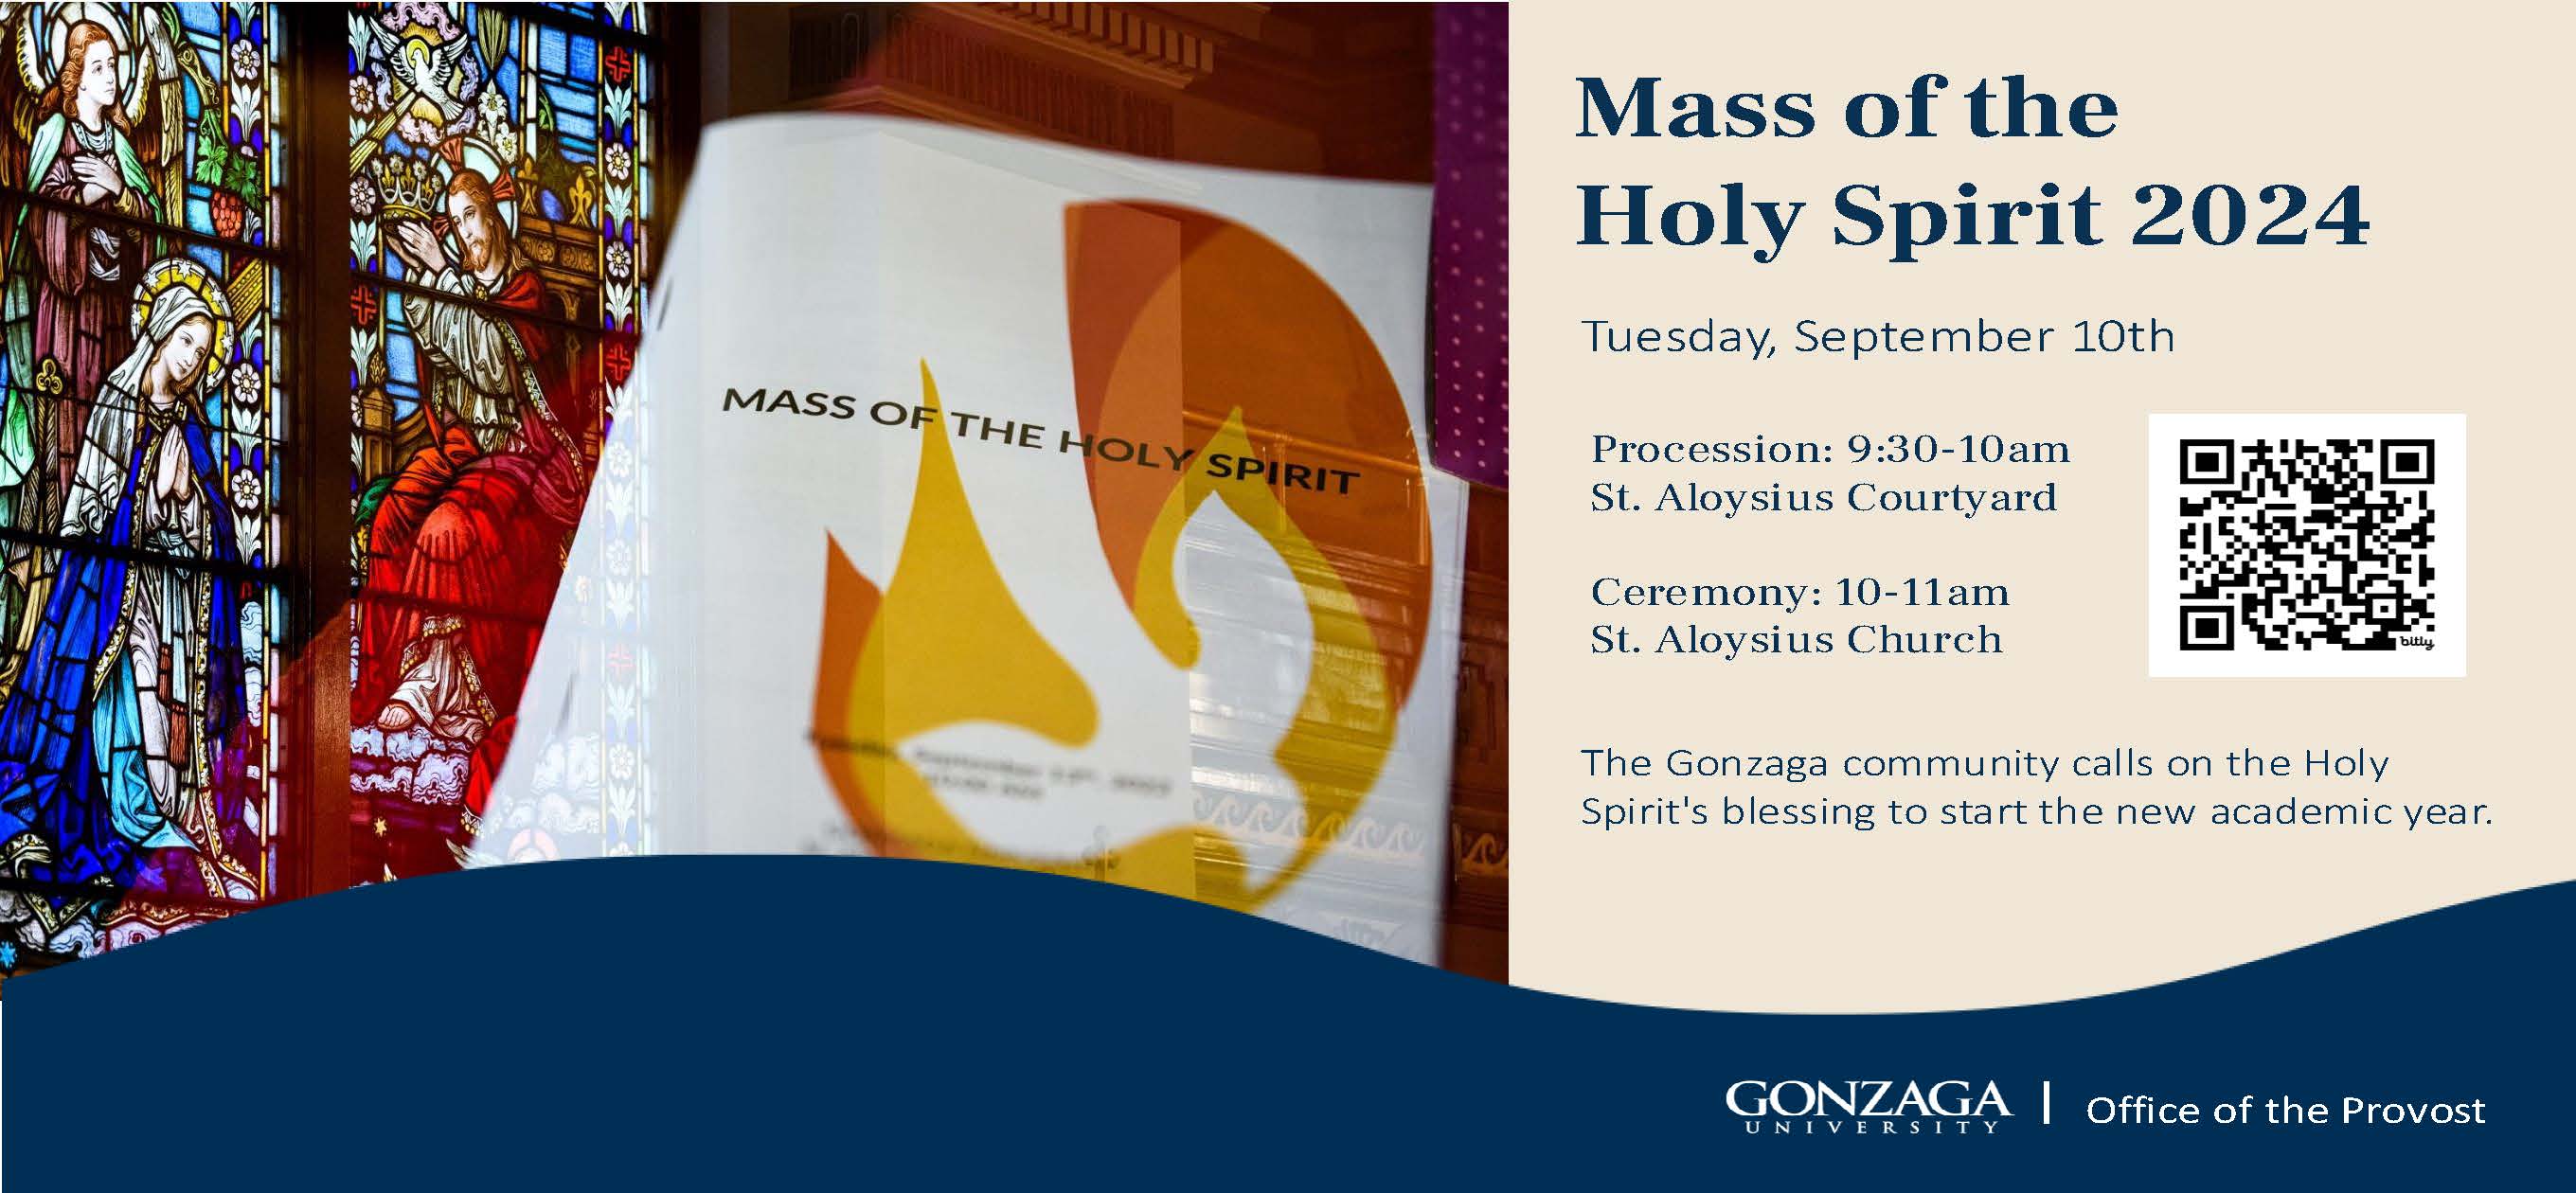 MASS OF THE HOLY SPIRIT
Mass of the
Holy Spirit 2024
Tuesday, September 10th
Procession: 9:30-10am
St. Aloysius Courtyard
Ceremony: 10-11am
St. Aloysius Church
bitly
The Gonzaga community calls on the Holy
Spirit's blessing to start the new academic year.
GONZAGA
UNIVERSITY
Office of the Provost